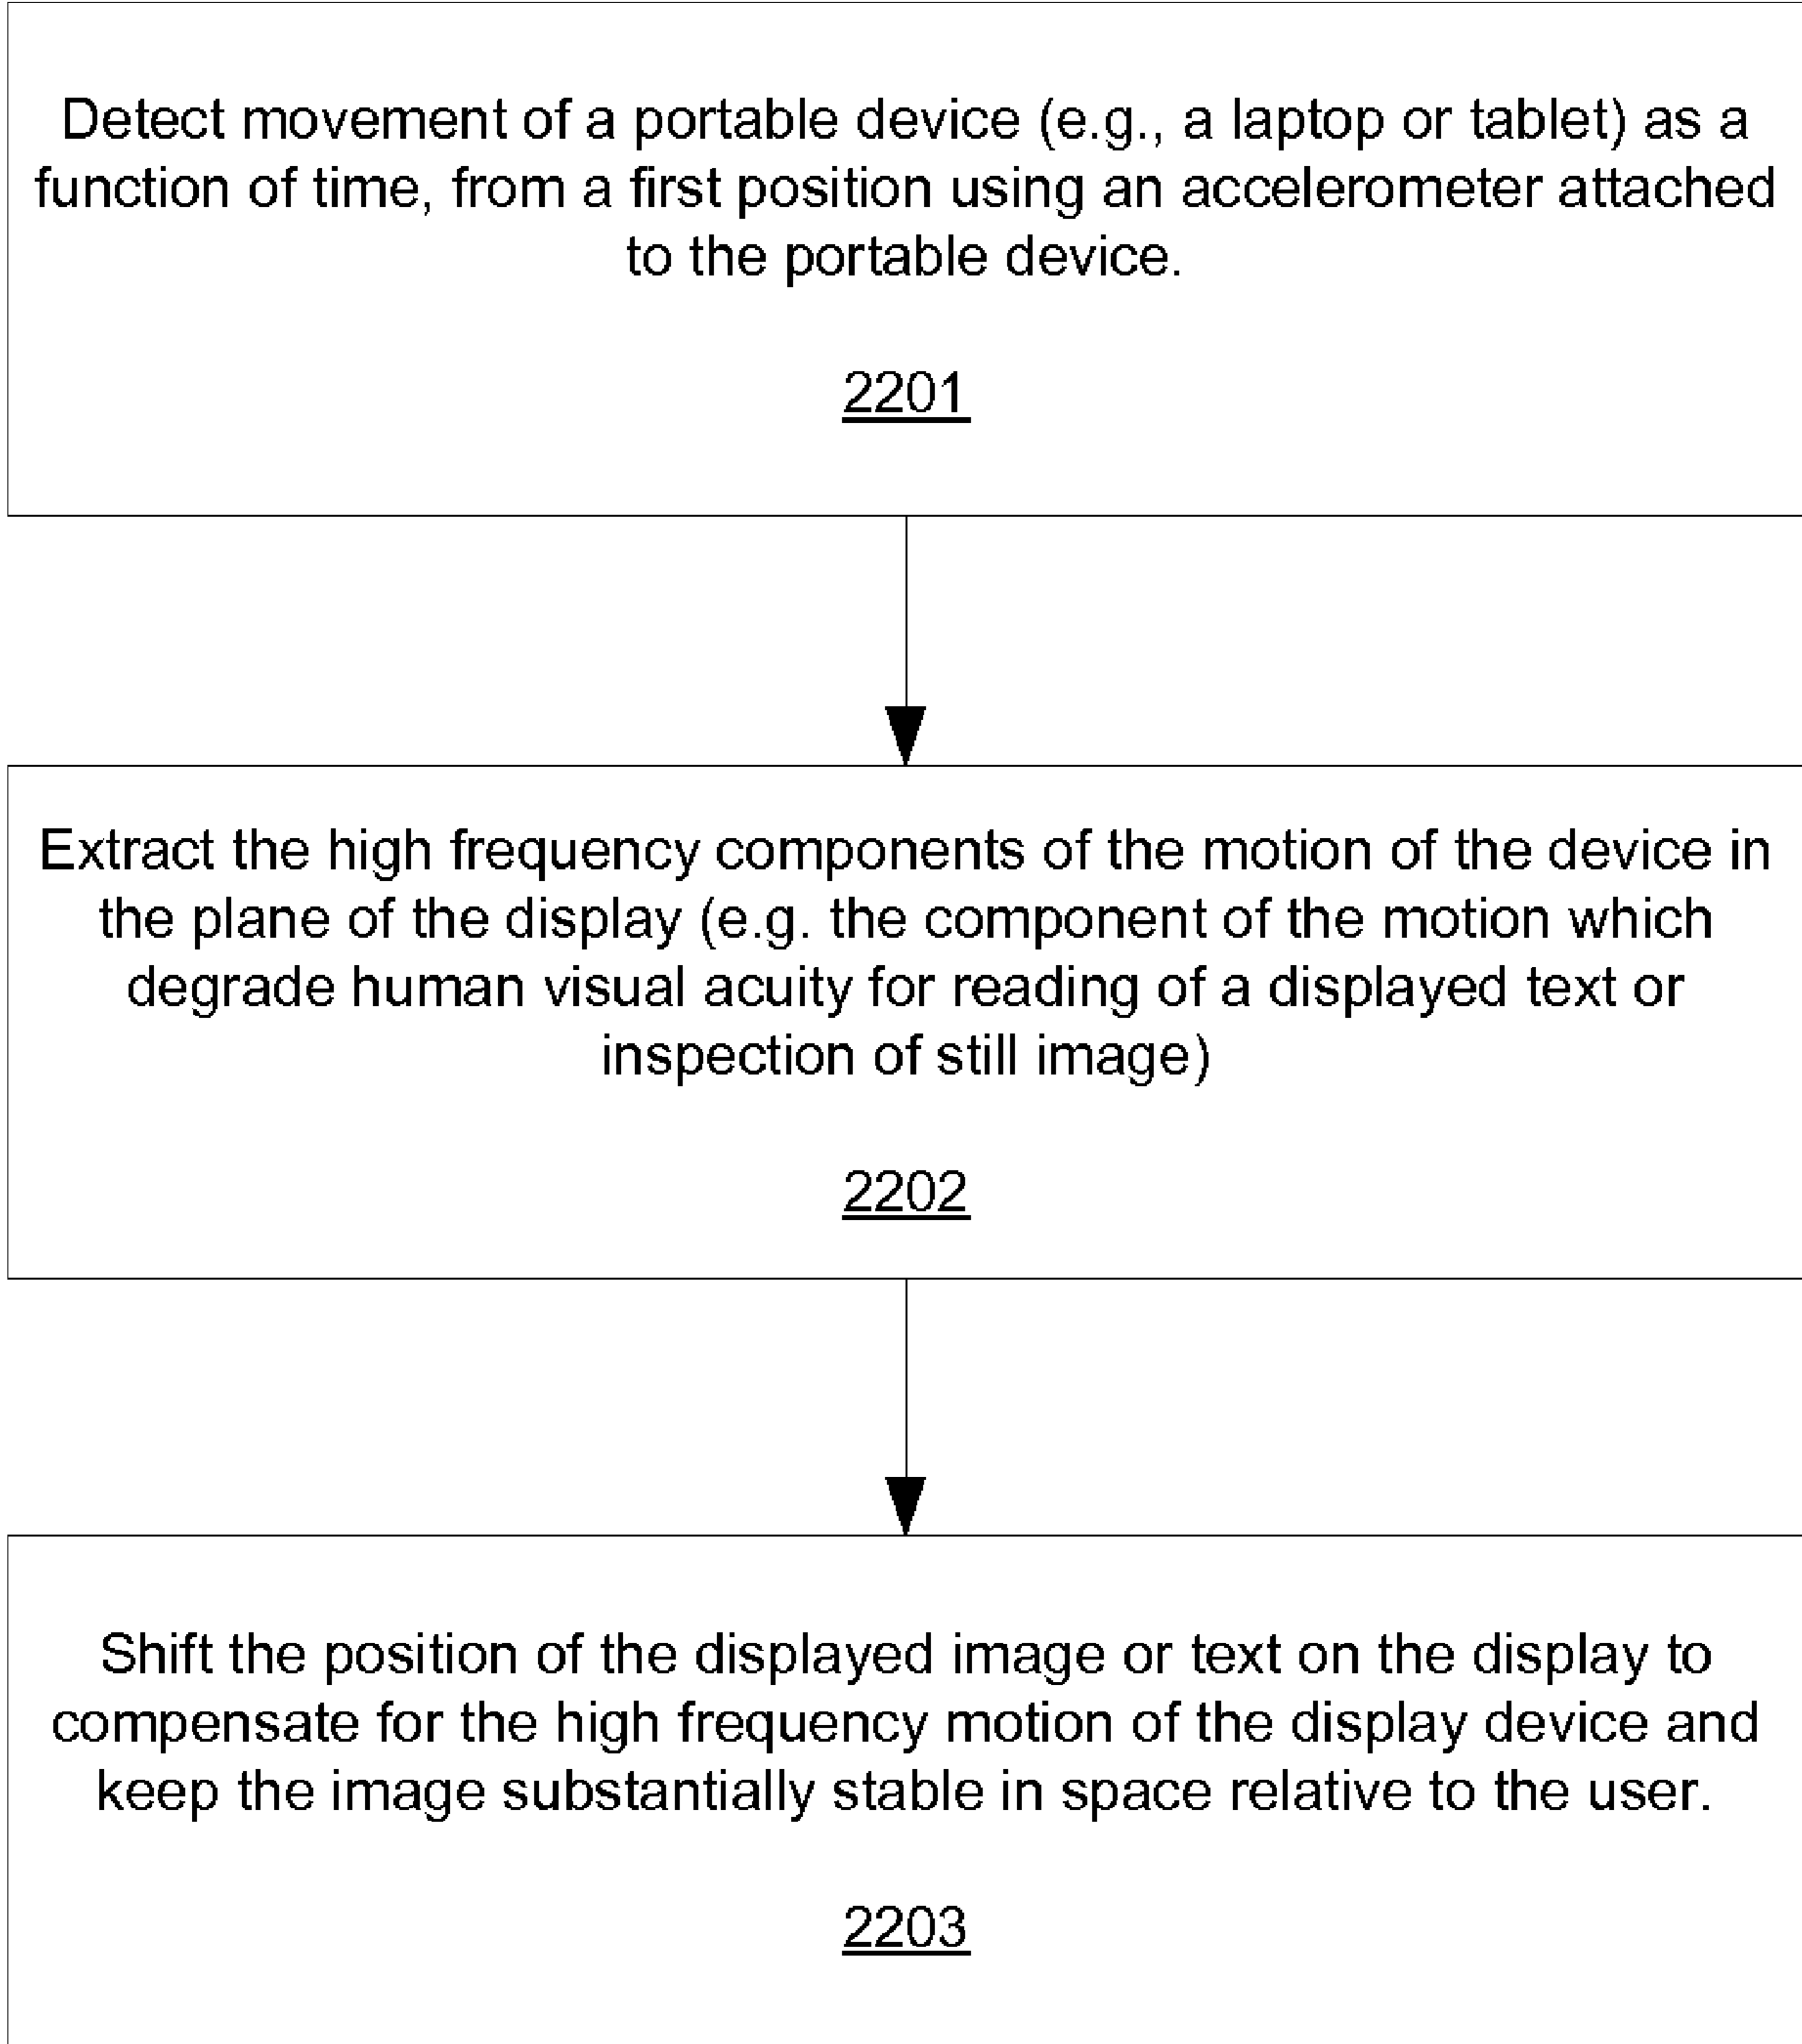 Detect movement of a portable device (e.g., a laptop or tablet) as a
function of time, from a first position using an accelerometer attached
to the portable device.
2201
Extract the high frequency components of the motion of the device in
the plane of the display (e.g. the component of the motion which
degrade human visual acuity for reading of a displayed text or
inspection of still image)
2202
Shift the position of the displayed image or text on the display to
compensate for the high frequency motion of the display device and
keep the image substantially stable in space relative to the user.
2203